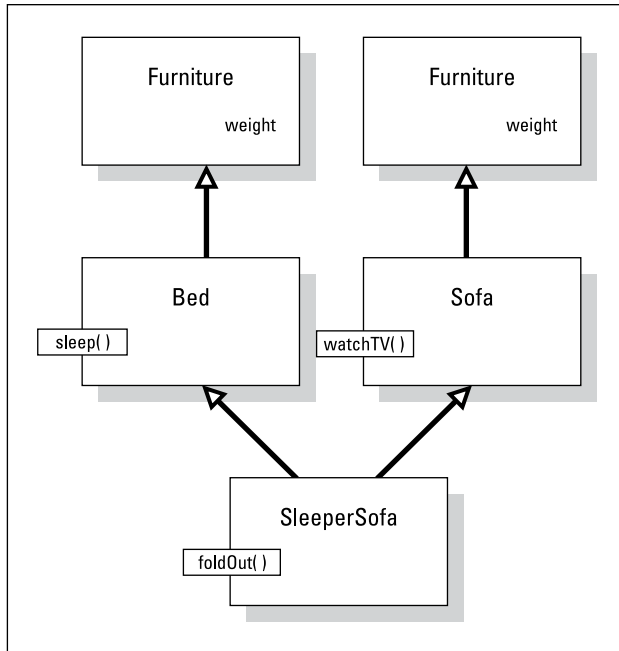 Furniture
weight
Furniture
weight
Bed
sleep( )
Sofa
watchTV( )
SleeperSofa
foldOut( )